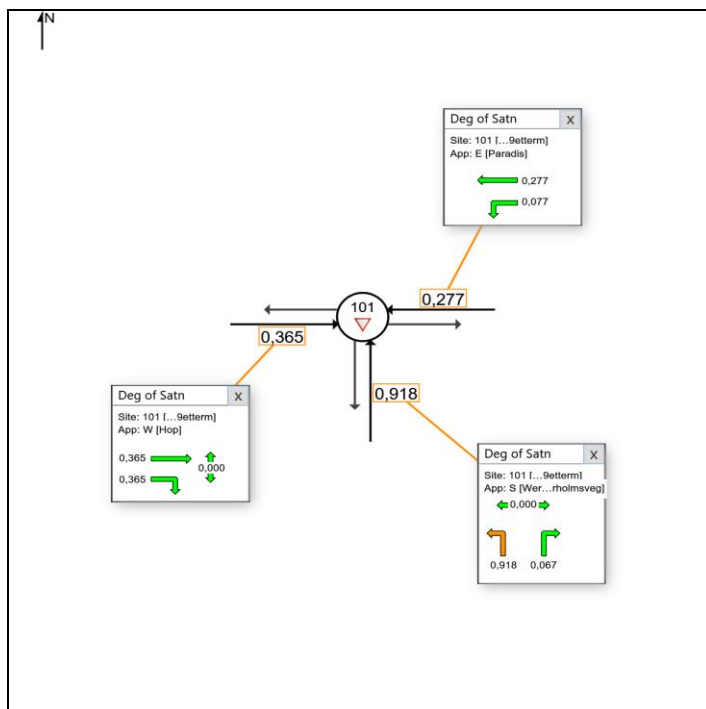 N
Deg of Satn X
Site: 101 [...9etterm]
App: E [Paradis]
0,277
0,077
101
0,277
0,365
0,918
Deg of Satn X
Site: 101 [...9etterm]
App: W [Hop]
0,365
0,000
0,365
Deg of Satn X
Site: 101 [...9etterm]
App: S [Wer...rholmsveg]
0,000
0,918 0,067